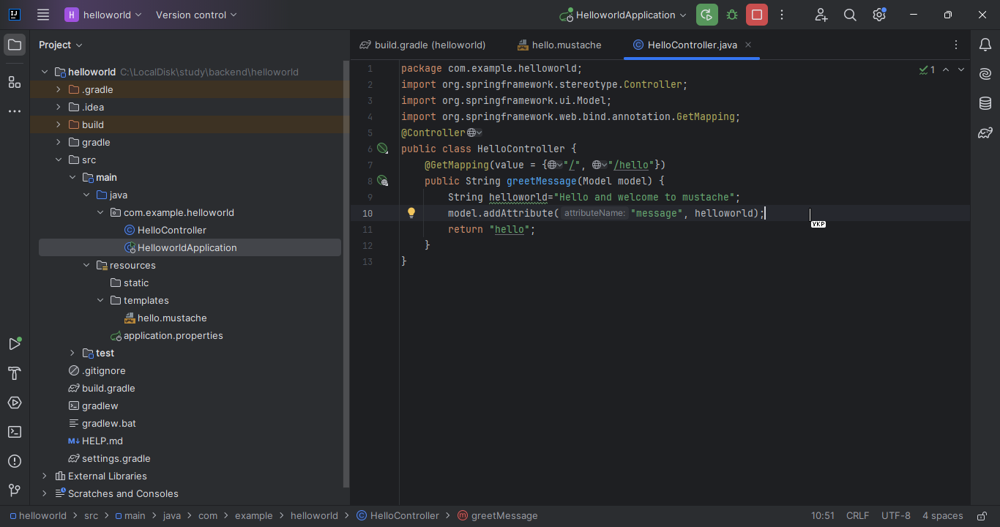 H helloworld Version control HelloworldApplication
Project
build.gradle (helloworld) hello.mustache HelloController.java
helloworld C:\LocalDisk\study\backend\helloworld
.gradle
.idea
build
gradle
src
main
java
com.example.helloworld
HelloController
HelloworldApplication
resources
static
templates
hello.mustache
application.properties
test
.gitignore
build.gradle
gradlew
gradlew.bat
M↓ HELP.md
settings.gradle
External Libraries
Scratches and Consoles
1 package com.example.helloworld;
2 import org.springframework.stereotype.Controller;
3 import org.springframework.ui.Model;
4 import org.springframework.web.bind.annotation.GetMapping;
5 @Controller
6 public class HelloController {
7 @GetMapping(value = {"/", "/hello"})
8 public String greetMessage(Model model) {
9 String helloworld="Hello and welcome to mustache";
10 model.addAttribute( attributeName: "message", helloworld);
11 return "hello";
12 }
13 }
1
УКР
helloworld > src > main > java > com > example > helloworld > HelloController > greetMessage
10:51 CRLF UTF-8 4 spaces